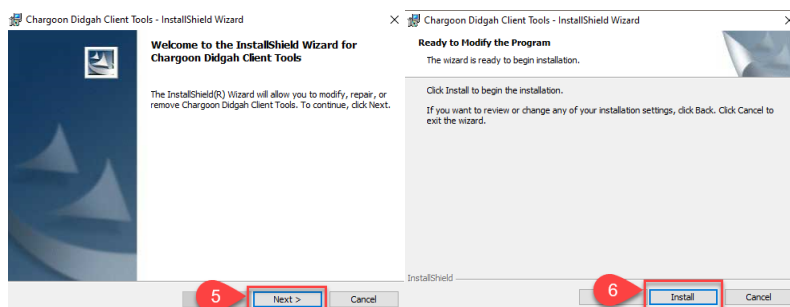 Chargoon Didgah Client Tools - InstallShield Wizard
Welcome to the InstallShield Wizard for
Chargoon Didgah Client Tools
The InstallShield(R) Wizard will allow you to modify, repair, or
remove Chargoon Didgah Client Tools. To continue, click Next.
5
Next >
Cancel
Chargoon Didgah Client Tools - InstallShield Wizard
Ready to Modify the Program
The wizard is ready to begin installation.
Click Install to begin the installation.
If you want to review or change any of your installation settings, click Back. Click Cancel to
exit the wizard.
InstallShield
6
Install
Cancel